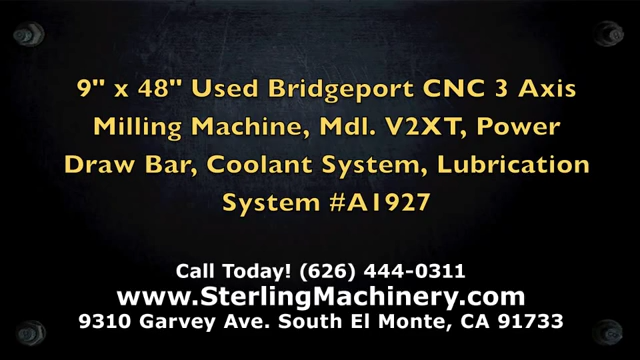 9" x 48" Used Bridgeport CNC 3 Axis
Milling Machine, Mdl. V2XT, Power
Draw Bar, Coolant System, Lubrication
System #A1927
Call Today! (626) 444-0311
www.SterlingMachinery.com
9310 Garvey Ave. South El Monte, CA 91733